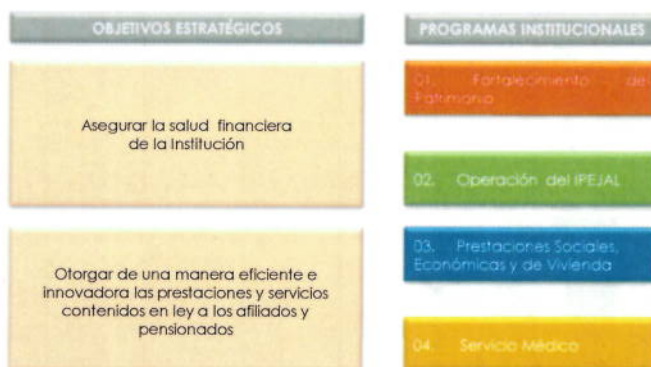 OBJETIVOS ESTRATÉGICOS
PROGRAMAS INSTITUCIONALES
Asegurar la salud financiera
de la Institución
01. Fortalecimiento del
Patrimonio
02. Operación del IPEJAL
Otorgar de una manera eficiente e
innovadora las prestaciones y servicios
contenidos en ley a los afiliados y
pensionados
03. Prestaciones Sociales,
Económicas y de Vivienda
04. Servicio Médico